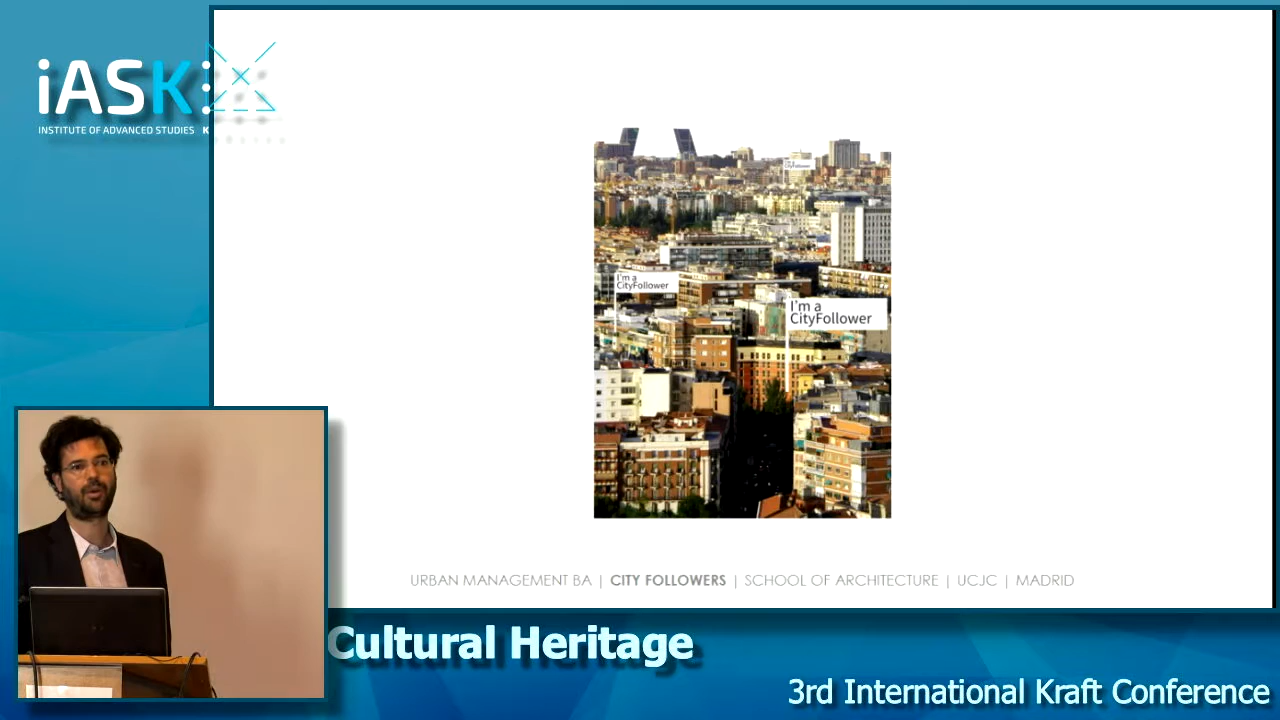 iASK
INSTITUTE OF ADVANCED STUDIES K
I'm a
CityFollower
I'm a
CityFollower
I'm a
CityFollower
URBAN MANAGEMENT BA | CITY FOLLOWERS | SCHOOL OF ARCHITECTURE | UCJC | MADRID
Cultural Heritage
3rd International Kraft Conference